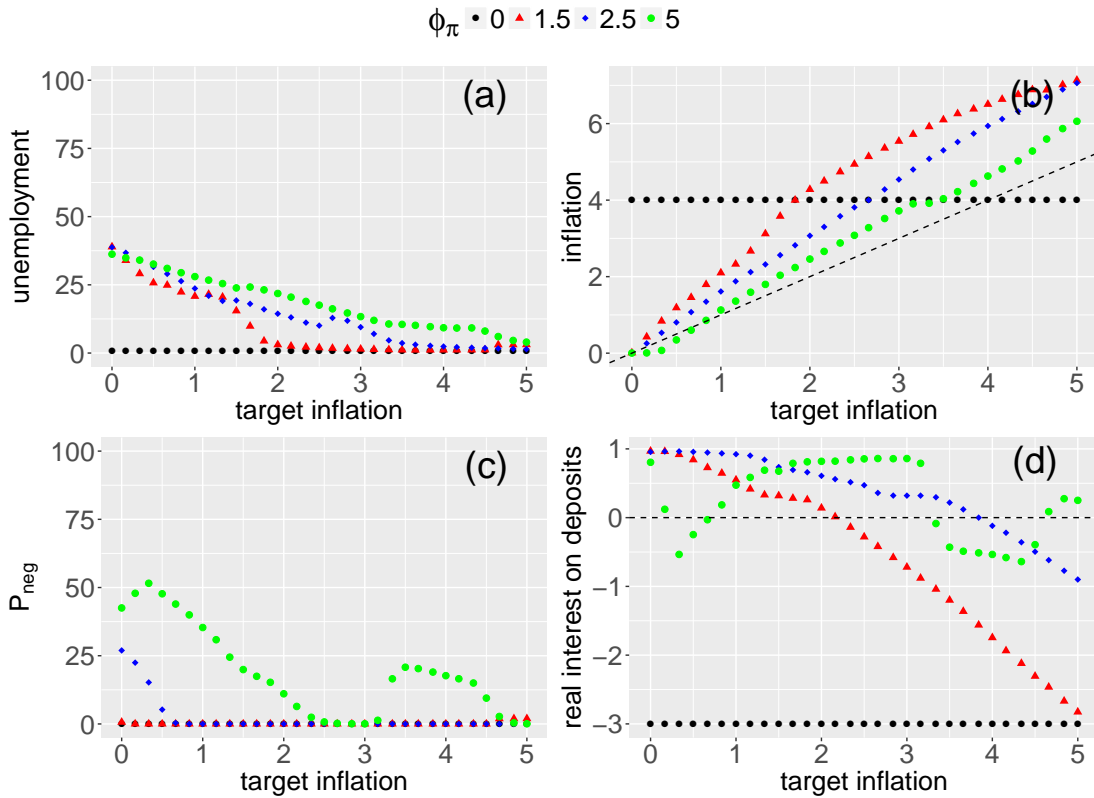 ϕπ 0 1.5 2.5 5
(a)
unemployment
100
75
50
25
0
0 1 2 3 4 5
target inflation
(b)
inflation
6
4
2
0
0 1 2 3 4 5
target inflation
(c)
Pneg
100
75
50
25
0
0 1 2 3 4 5
target inflation
(d)
real interest on deposits
1
0
−1
−2
−3
0 1 2 3 4 5
target inflation